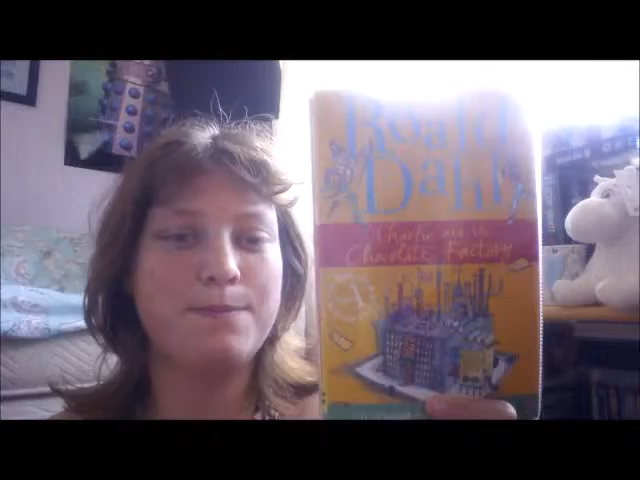 Roald
Dahl
Charlie and the
Chocolate Factory